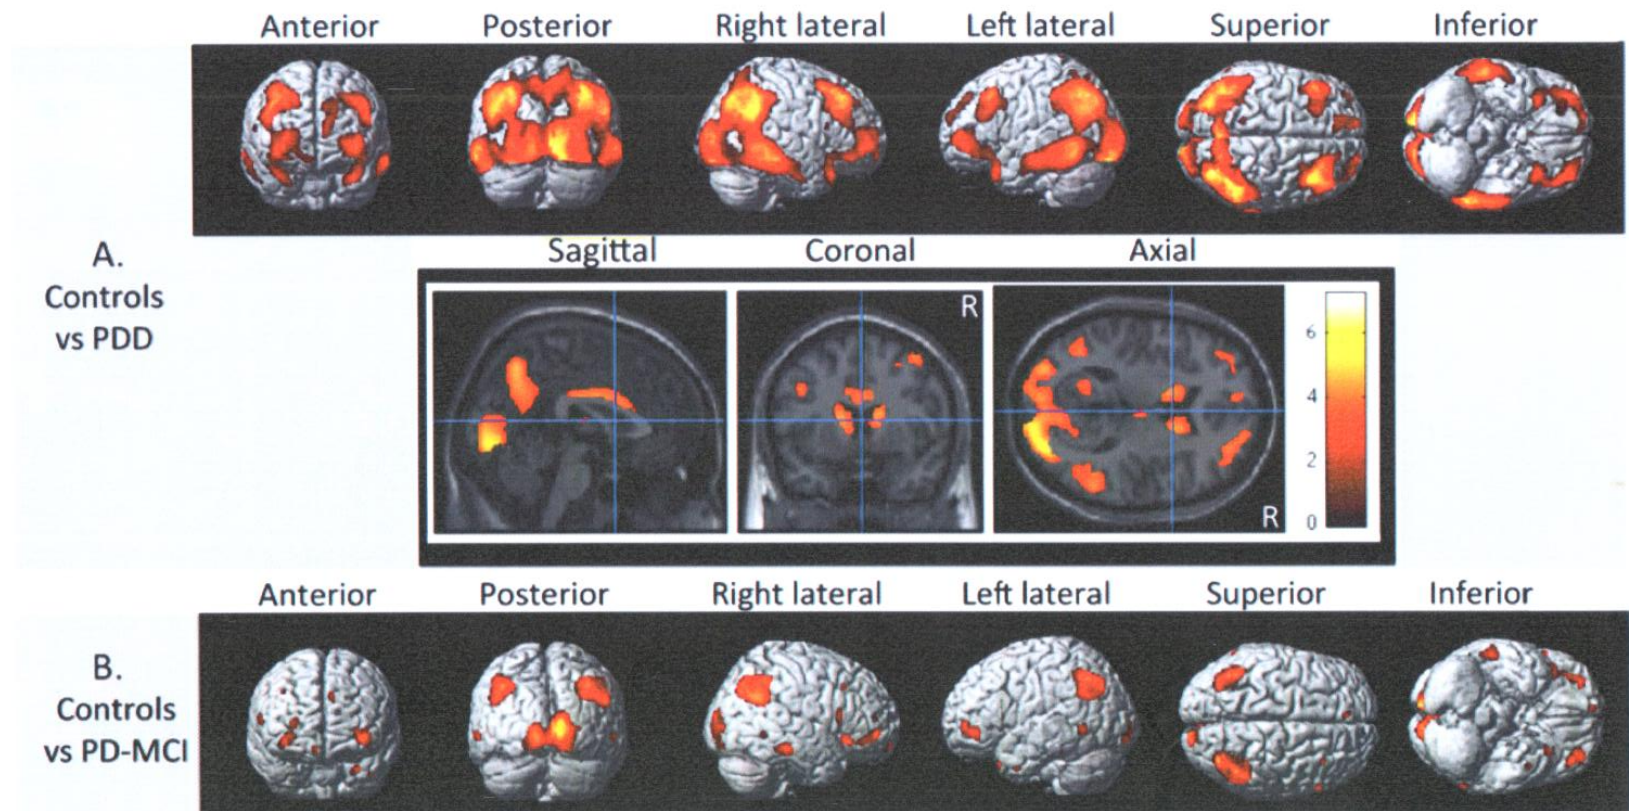 Anterior Posterior Right lateral Left lateral Superior Inferior
A.
Controls
vs PDD
Sagittal Coronal Axial
R
R
6
4
2
0
Anterior Posterior Right lateral Left lateral Superior Inferior
B.
Controls
vs PD-MCI